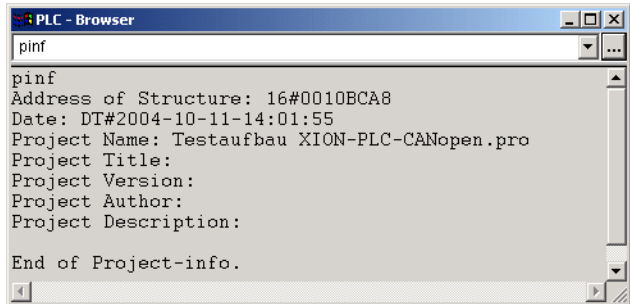 PLC - Browser
pinf
...
pinf
Address of Structure: 16#0010BCA8
Date: DT#2004-10-11-14:01:55
Project Name: Testaufbau XION-PLC-CANopen.pro
Project Title:
Project Version:
Project Author:
Project Description:
End of Project-info.